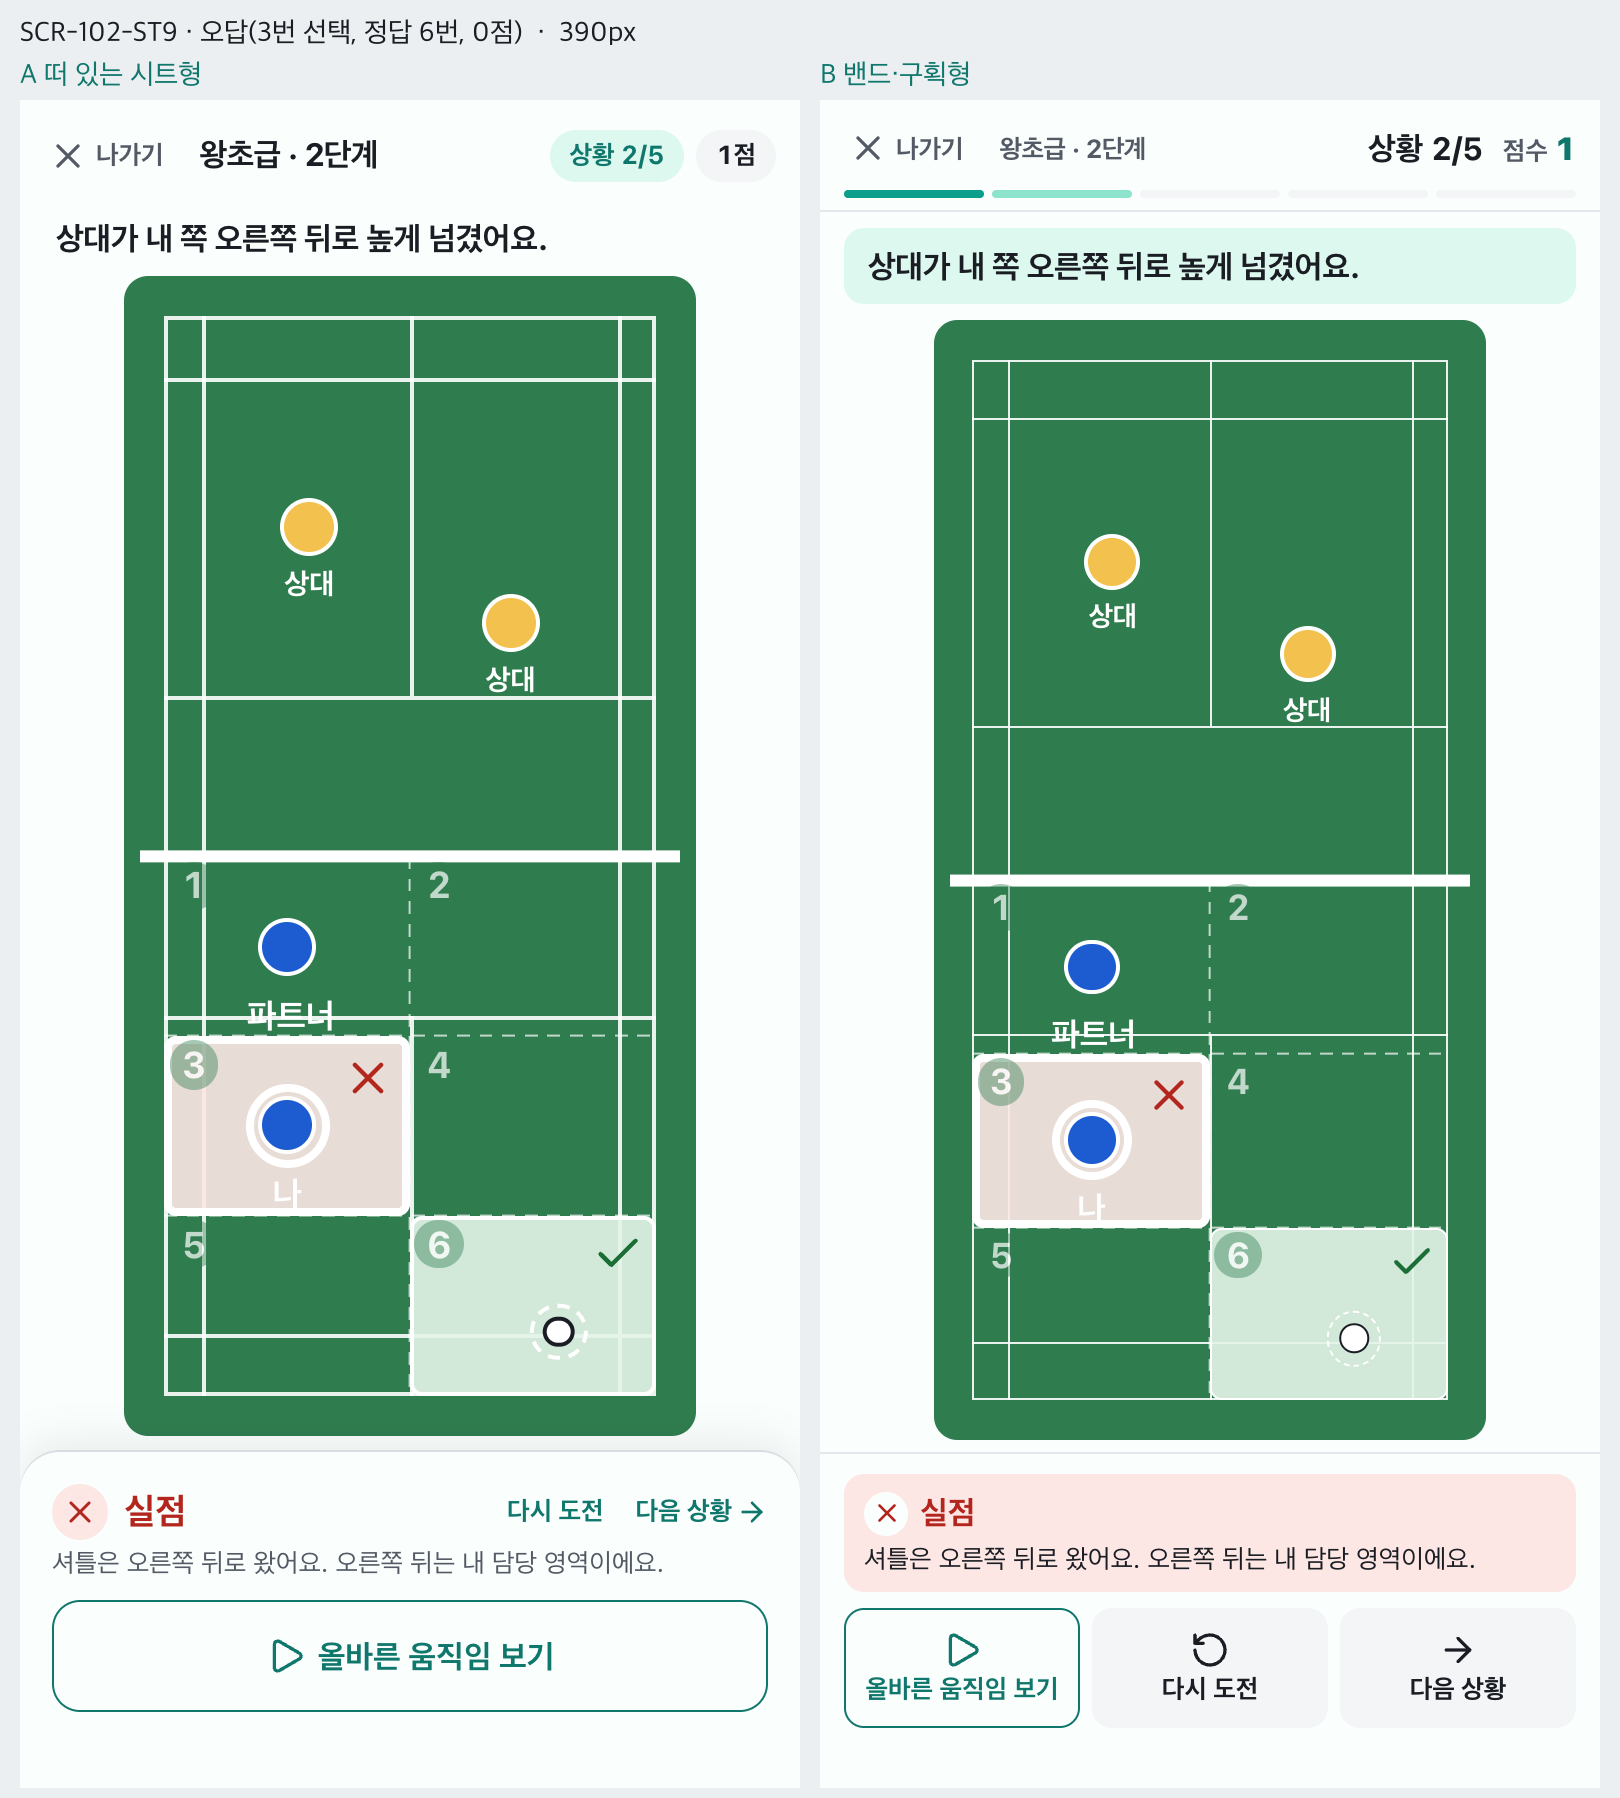 SCR-102-ST9 · 오답(3번 선택, 정답 6번, 0점) · 390px
A 떠 있는 시트형
나가기
왕초급 · 2단계
상황 2/5
1점
상대가 내 쪽 오른쪽 뒤로 높게 넘겼어요.
상대
상대
1
2
파트너
3
4
나
5
6
실점
다시 도전
다음 상황
셔틀은 오른쪽 뒤로 왔어요. 오른쪽 뒤는 내 담당 영역이에요.
올바른 움직임 보기
B 밴드·구획형
나가기
왕초급 · 2단계
상황 2/5
점수 1
상대가 내 쪽 오른쪽 뒤로 높게 넘겼어요.
상대
상대
1
2
파트너
3
4
나
5
6
실점
셔틀은 오른쪽 뒤로 왔어요. 오른쪽 뒤는 내 담당 영역이에요.
올바른 움직임 보기
다시 도전
다음 상황